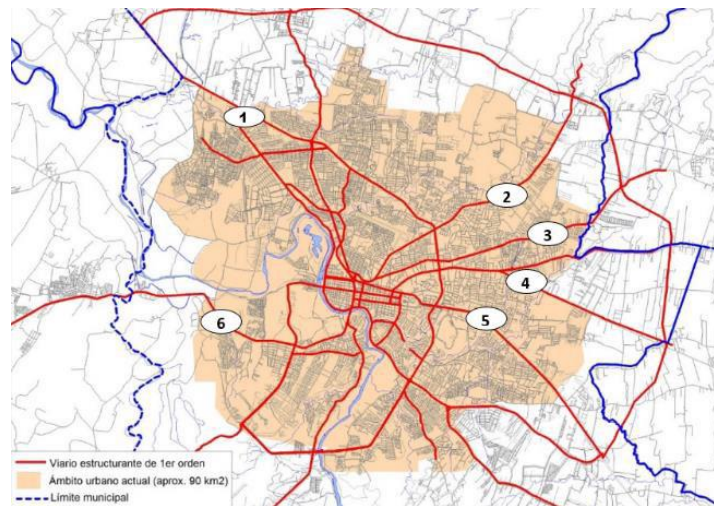 1
2
3
4
5
6
Viario estructurante de 1er orden
Ámbito urbano actual (aprox. 90 km2)
Límite municipal